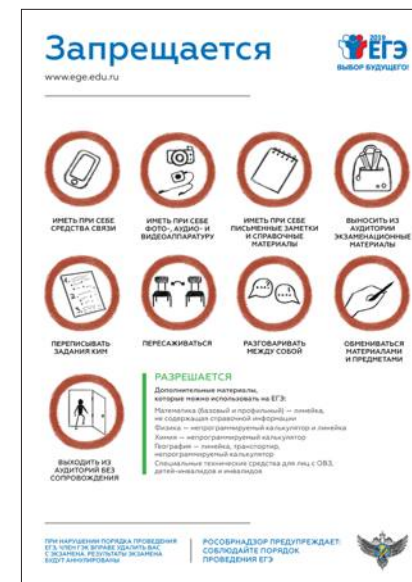 Запрещается
www.ege.edu.ru
2019
ЕГЭ
ВЫБОР БУДУЩЕГО!
ИМЕТЬ ПРИ СЕБЕ
СРЕДСТВА СВЯЗИ
ИМЕТЬ ПРИ СЕБЕ
ФОТО-, АУДИО- И
ВИДЕОАППАРАТУРУ
ИМЕТЬ ПРИ СЕБЕ
ПИСЬМЕННЫЕ ЗАМЕТКИ
И СПРАВОЧНЫЕ
МАТЕРИАЛЫ
ВЫНОСИТЬ ИЗ
АУДИТОРИИ
ЭКЗАМЕНАЦИОННЫЕ
МАТЕРИАЛЫ
ПЕРЕПИСЫВАТЬ
ЗАДАНИЯ КИМ
ПЕРЕСАЖИВАТЬСЯ
РАЗГОВАРИВАТЬ
МЕЖДУ СОБОЙ
ОБМЕНИВАТЬСЯ
МАТЕРИАЛАМИ
И ПРЕДМЕТАМИ
ВЫХОДИТЬ ИЗ
АУДИТОРИЙ БЕЗ
СОПРОВОЖДЕНИЯ
РАЗРЕШАЕТСЯ
Дополнительные материалы,
которые можно использовать на ЕГЭ:
Математика (базовый и профильный) — линейка,
не содержащая справочной информации
Физика — непрограммируемый калькулятор и линейка
Химия — непрограммируемый калькулятор
География — линейка, транспортир,
непрограммируемый калькулятор
Специальные технические средства для лиц с ОВЗ,
детей-инвалидов и инвалидов
ПРИ НАРУШЕНИИ ПОРЯДКА ПРОВЕДЕНИЯ
ЕГЭ, ЧЛЕН ГЭК ВПРАВЕ УДАЛИТЬ ВАС
С ЭКЗАМЕНА. РЕЗУЛЬТАТЫ ЭКЗАМЕНА
БУДУТ АННУЛИРОВАНЫ
РОСОБРНАДЗОР ПРЕДУПРЕЖДАЕТ:
СОБЛЮДАЙТЕ ПОРЯДОК
ПРОВЕДЕНИЯ ЕГЭ